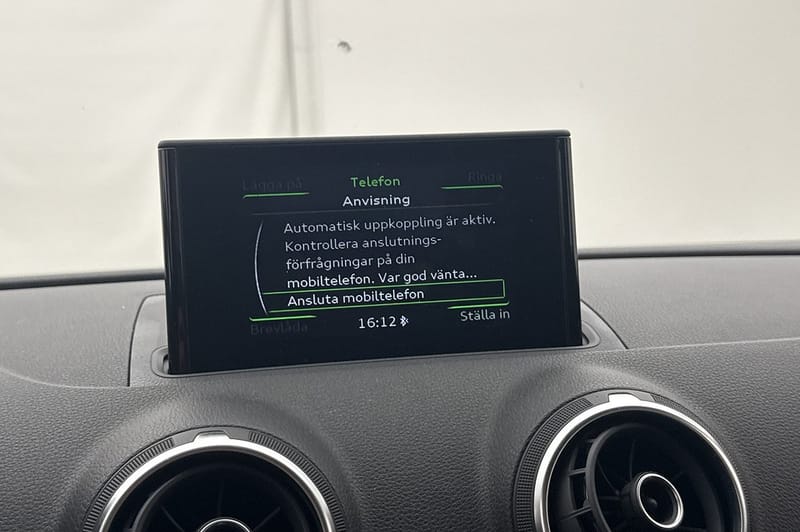 Lägga på
Telefon
Ringa
Anvisning
Automatisk uppkoppling är aktiv.
Kontrollera anslutnings-
förfrågningar på din
mobiltelefon. Var god vänta...
Ansluta mobiltelefon
Brevlåda
16:12
Ställa in